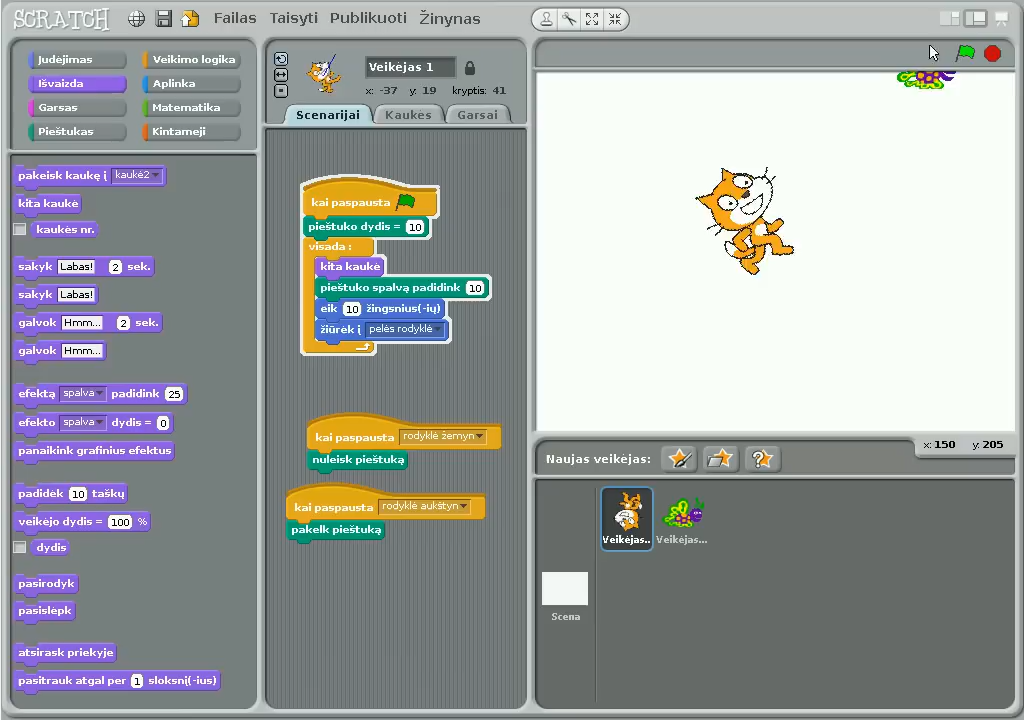 SCRATCH Failas Taisyti Publikuoti Žinynas
Judėjimas Veikimo logika
Išvaizda Aplinka
Garsas Matematika
Pieštukas Kintameji
Veikėjas 1
x: -37 y: 19 kryptis: 41
Scenarijai Kaukės Garsai
pakeisk kaukę į kaukė2
kita kaukė
kaukės nr.
sakyk Labas! 2 sek.
sakyk Labas!
galvok Hmm... 2 sek.
galvok Hmm...
efektą spalva padidink 25
efekto spalva dydis = 0
panaikink grafinius efektus
padidėk 10 taškų
veikėjo dydis = 100 %
dydis
pasirodyk
pasislėpk
atsirask priekyje
pasitrauk atgal per 1 sloksnį(-ius)
kai paspausta
pieštuko dydis = 10
visada :
kita kaukė
pieštuko spalvą padidink 10
eik 10 žingsnius(-ių)
žiūrėk į pelės rodyklė
kai paspausta rodyklė žemyn
nuleisk pieštuką
kai paspausta rodyklė aukštyn
pakelk pieštuką
x: 150 y: 205
Naujas veikėjas:
Veikėjas.. Veikėjas...
Scena